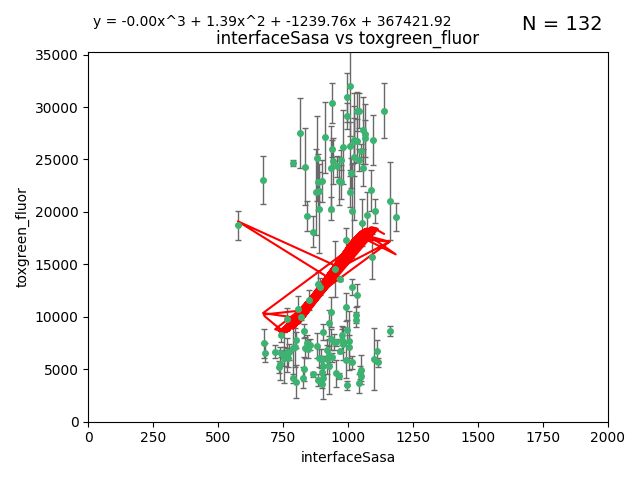 y = -0.00x^3 + 1.39x^2 + -1239.76x + 367421.92
N = 132
interfaceSasa vs toxgreen_fluor
35000
30000
25000
20000
15000
10000
5000
0
toxgreen_fluor
0 250 500 750 1000 1250 1500 1750 2000
interfaceSasa